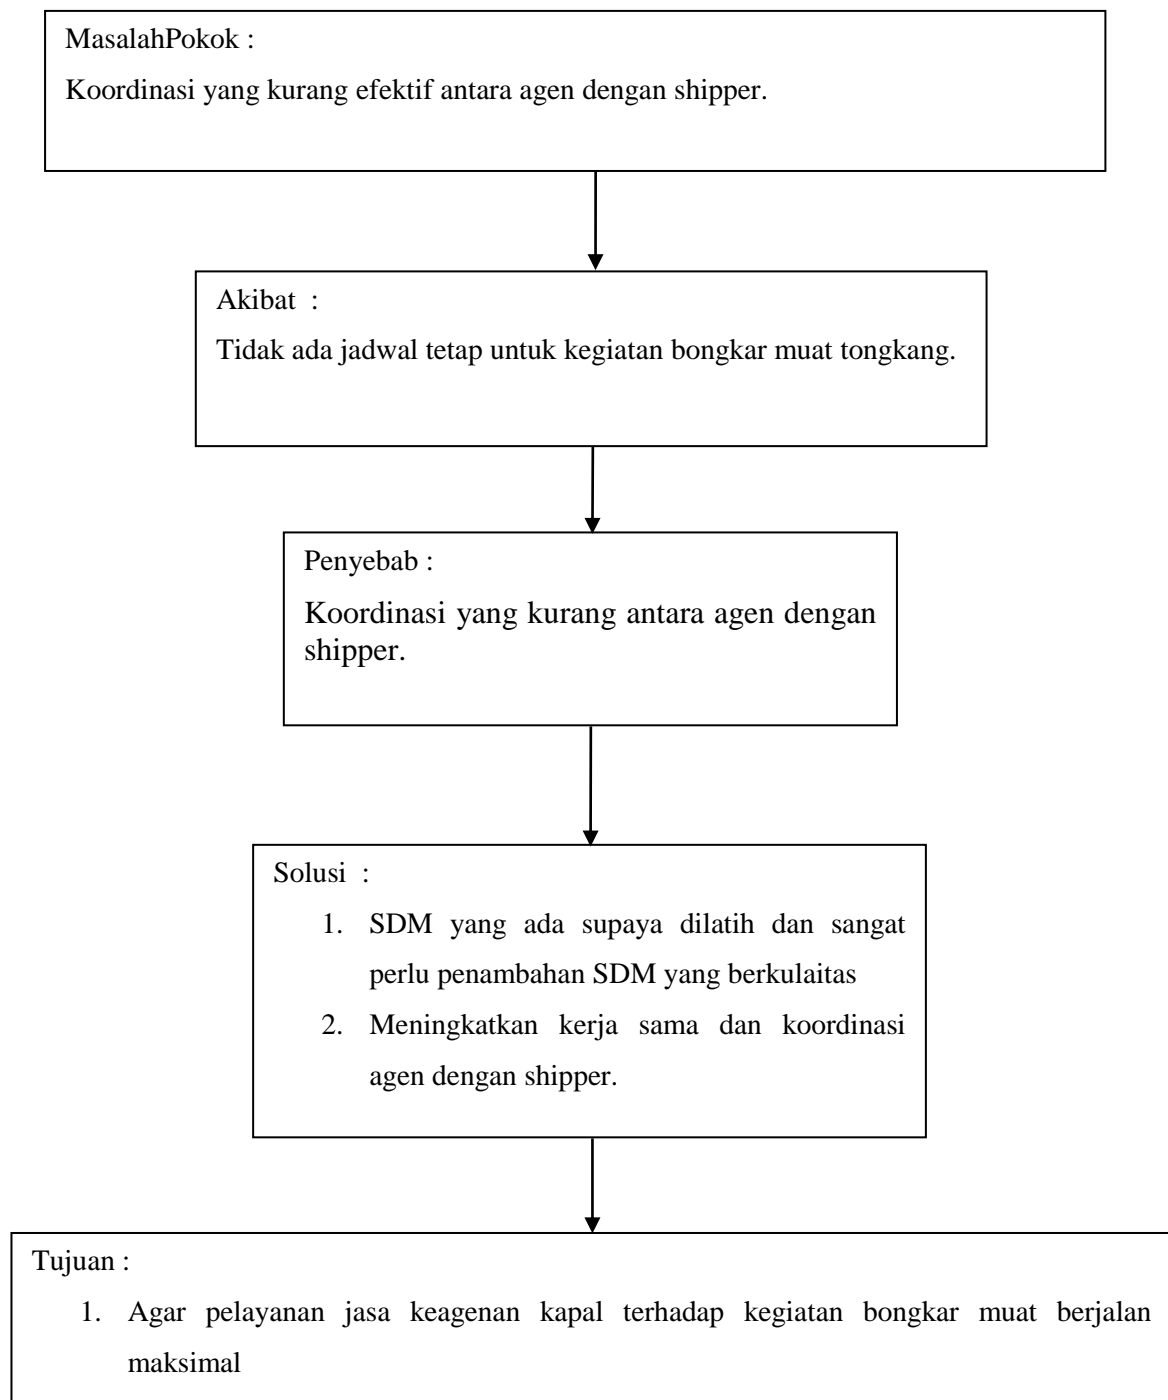 MasalahPokok :
Koordinasi yang kurang efektif antara agen dengan shipper.
Akibat :
Tidak ada jadwal tetap untuk kegiatan bongkar muat tongkang.
Penyebab :
Koordinasi yang kurang antara agen dengan
shipper.
Solusi :
1. SDM yang ada supaya dilatih dan sangat
perlu penambahan SDM yang berkulaitas
2. Meningkatkan kerja sama dan koordinasi
agen dengan shipper.
Tujuan :
1. Agar pelayanan jasa keagenan kapal terhadap kegiatan bongkar muat berjalan
maksimal